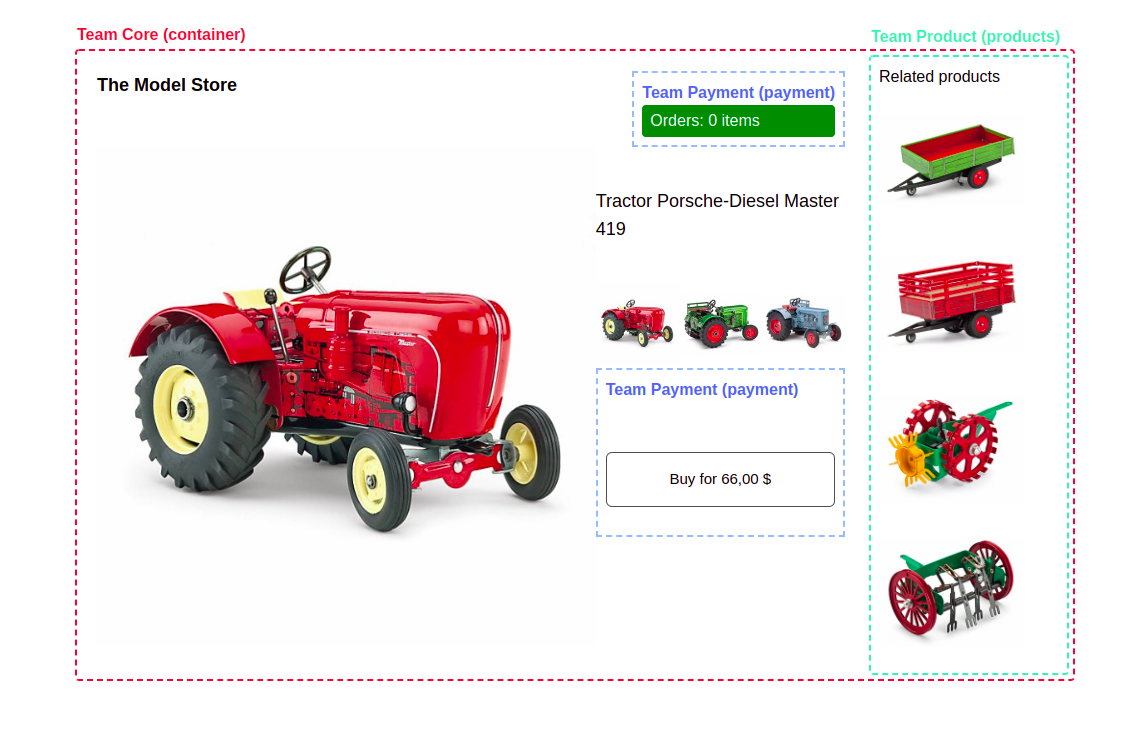 Team Core (container)
Team Product (products)
The Model Store
Team Payment (payment)
Orders: 0 items
Related products
Tractor Porsche-Diesel Master
419
Team Payment (payment)
Buy for 66,00 $
Master